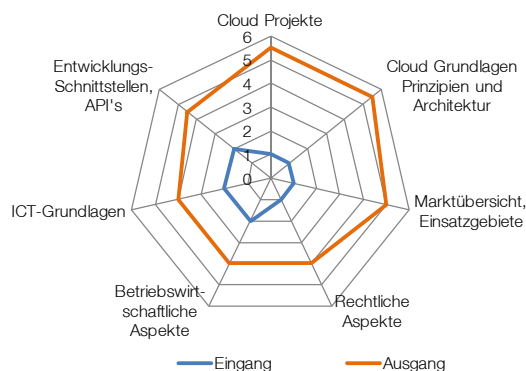 Cloud Projekte
6
5
4
3
2
1
0
Cloud Grundlagen
Prinzipien und
Architektur
Marktübersicht,
Einsatzgebiete
Rechtliche
Aspekte
Betriebswirt-
schaftliche
Aspekte
ICT-Grundlagen
Entwicklungs-
Schnittstellen,
API's
Eingang
Ausgang